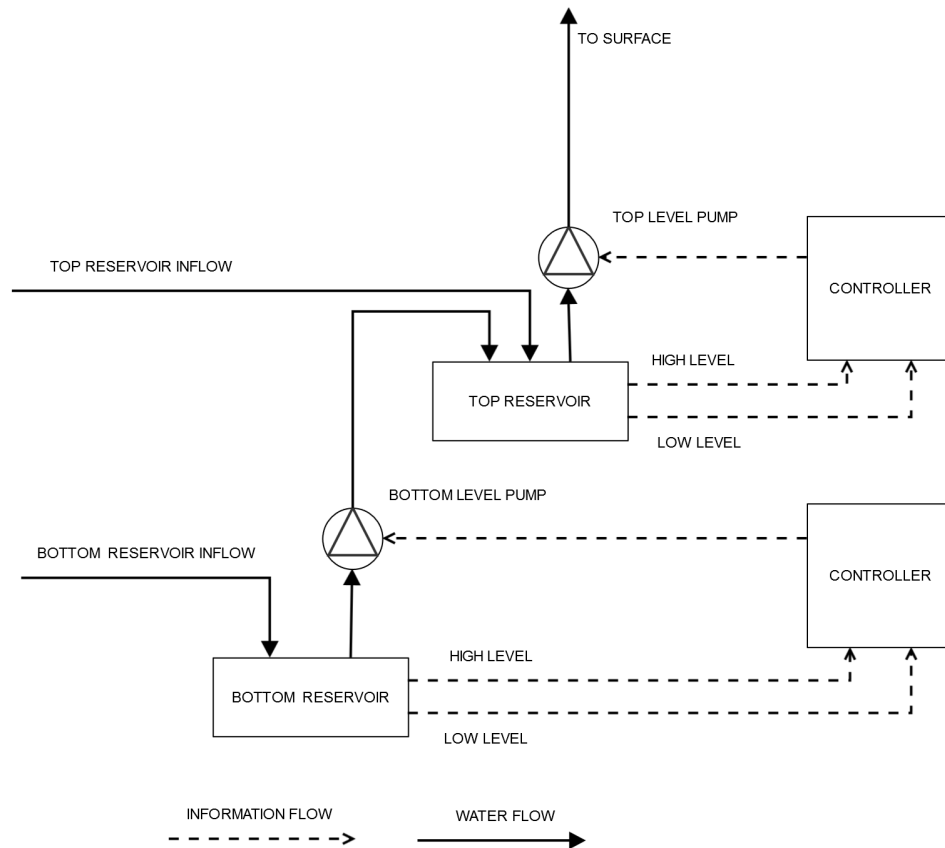 TO SURFACE
TOP LEVEL PUMP
TOP RESERVOIR INFLOW
CONTROLLER
HIGH LEVEL
TOP RESERVOIR
LOW LEVEL
BOTTOM LEVEL PUMP
BOTTOM RESERVOIR INFLOW
CONTROLLER
HIGH LEVEL
BOTTOM RESERVOIR
LOW LEVEL
INFORMATION FLOW
WATER FLOW